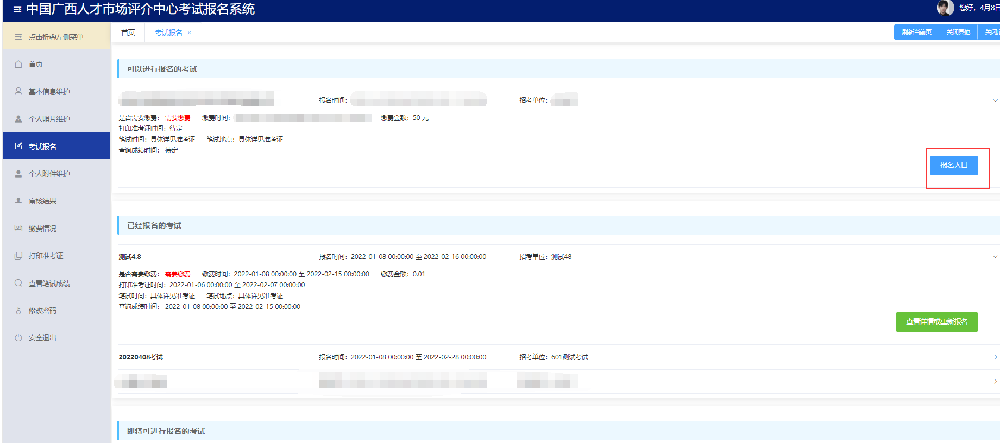 中国广西人才市场评介中心考试报名系统
您好，4月8日
点击折叠左侧菜单
首页
考试报名 ×
刷新当前页
关闭其他
首页
基本信息维护
个人照片维护
考试报名
个人附件维护
审核结果
缴费情况
打印准考证
查看笔试成绩
修改密码
安全退出
可以进行报名的考试
报名时间： 招考单位：
是否需要缴费： 需要缴费 缴费时间： 缴费金额：50 元
打印准考证时间：待定
笔试时间：具体详见准考证 笔试地点：具体详见准考证
查询成绩时间： 待定
报名入口
已经报名的考试
测试4.8 报名时间：2022-01-08 00:00:00 至 2022-02-16 00:00:00 招考单位：测试48
是否需要缴费： 需要缴费 缴费时间：2022-01-08 00:00:00 至 2022-02-15 00:00:00 缴费金额：0.01
打印准考证时间：2022-01-06 00:00:00 至 2022-02-07 00:00:00
笔试时间：具体详见准考证 笔试地点：具体详见准考证
查询成绩时间： 2022-01-08 00:00:00 至 2022-02-15 00:00:00
查看详情或重新报名
20220408考试 报名时间：2022-01-08 00:00:00 至 2022-02-28 00:00:00 招考单位：601测试考试
即将可进行报名的考试